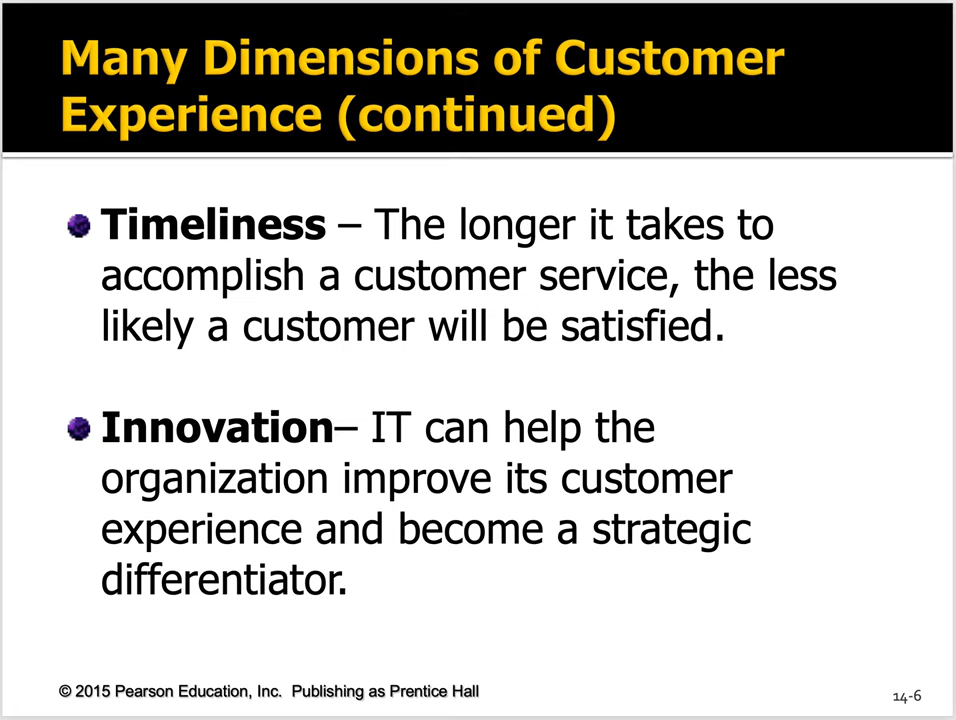 Many Dimensions of Customer
Experience (continued)
Timeliness – The longer it takes to
accomplish a customer service, the less
likely a customer will be satisfied.
Innovation– IT can help the
organization improve its customer
experience and become a strategic
differentiator.
© 2015 Pearson Education, Inc. Publishing as Prentice Hall
14-6